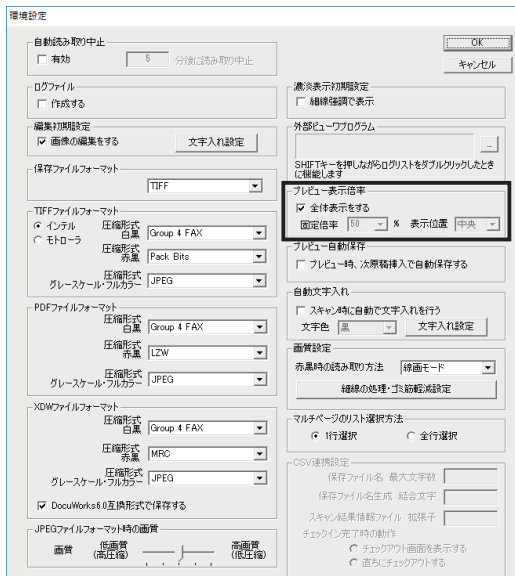 環境設定
自動読み取り中止
有効
5
分後に読み取り中止
ログファイル
作成する
編集初期設定
画像の編集をする
文字入れ設定
保存ファイルフォーマット
TIFF
TIFFファイルフォーマット
インテル
モトローラ
圧縮形式
白黒
Group 4 FAX
圧縮形式
赤黒
Pack Bits
圧縮形式
グレースケール・フルカラー
JPEG
PDFファイルフォーマット
圧縮形式
白黒
Group 4 FAX
圧縮形式
赤黒
LZW
圧縮形式
グレースケール・フルカラー
JPEG
XDWファイルフォーマット
圧縮形式
白黒
Group 4 FAX
圧縮形式
赤黒
MRC
圧縮形式
グレースケール・フルカラー
JPEG
DocuWorks6.0互換形式で保存する
JPEGファイルフォーマット時の画質
画質
低画質
(高圧縮)
高画質
(低圧縮)
OK
キャンセル
濃淡表示初期設定
細線強調で表示
外部ビューワプログラム
...
SHIFTキーを押しながらログリストをダブルクリックしたとき
に機能します
プレビュー表示倍率
全体表示をする
固定倍率 50 % 表示位置 中央
プレビュー自動保存
プレビュー時、次原稿挿入で自動保存する
自動文字入れ
スキャン時に自動で文字入れを行う
文字色 黒 文字入れ設定
画質設定
赤黒時の読み取り方法 線画モード
細線の処理・ゴミ筋軽減設定
マルチページのリスト選択方法
1行選択
全行選択
CSV連携設定
保存ファイル名 最大文字数
保存ファイル名生成 結合文字
スキャン結果情報ファイル 拡張子
チェックイン完了時の動作
チェックアウト画面を表示する
直ちにチェックアウトする